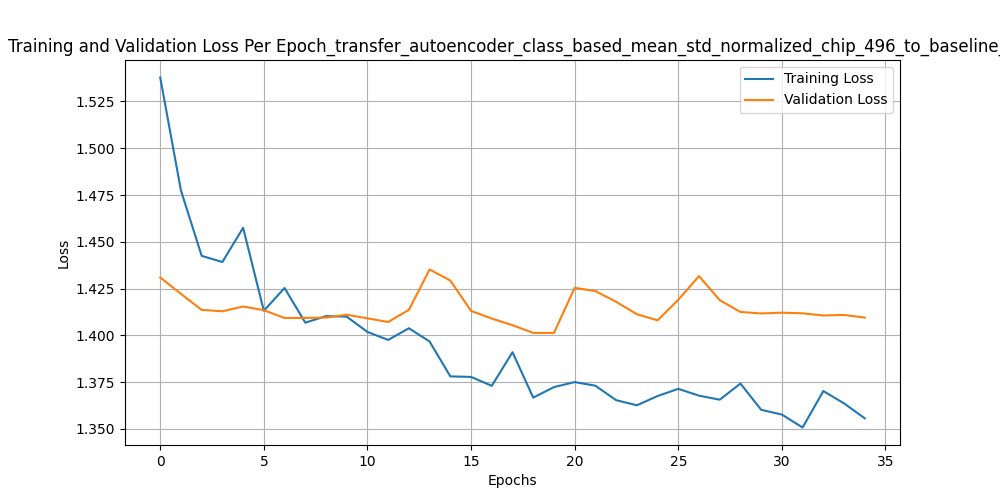 Training and Validation Loss Per Epoch_transfer_autoencoder_class_based_mean_std_normalized_chip_496_to_baseline_
Training Loss
Validation Loss
1.525
1.500
1.475
1.450
1.425
1.400
1.375
1.350
Loss
0 5 10 15 20 25 30 35
Epochs